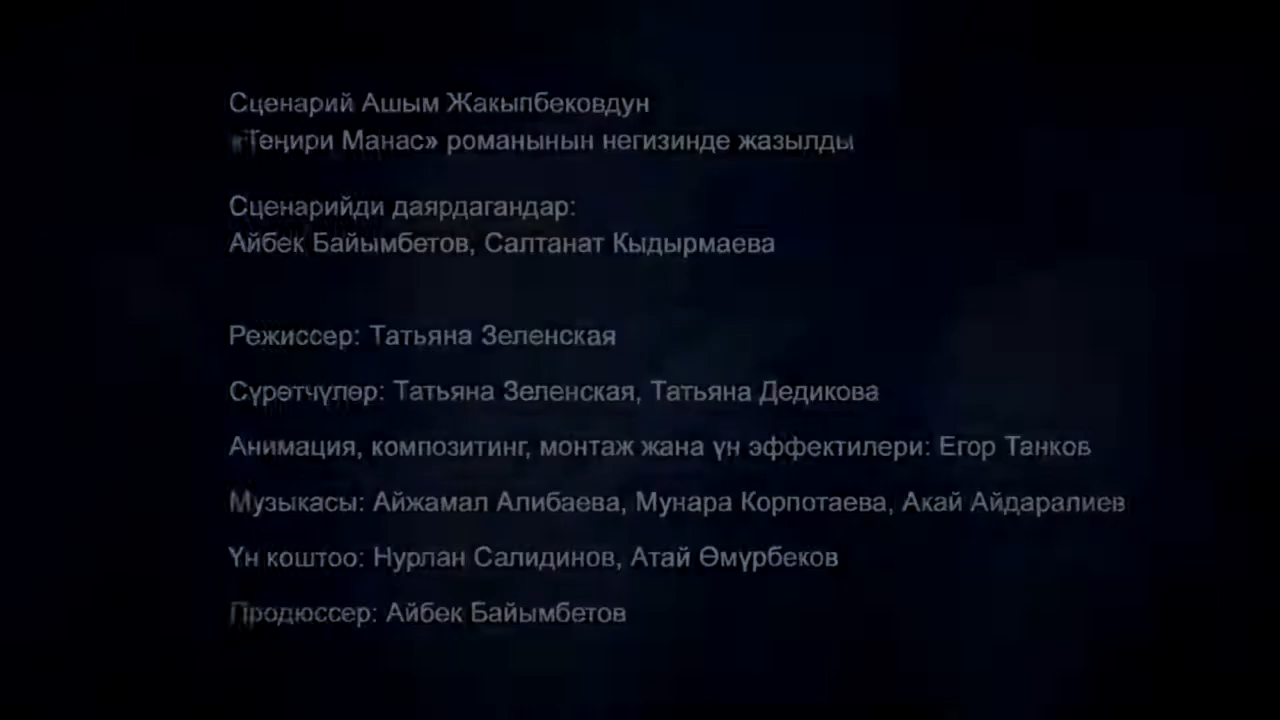 Сценарий Ашым Жакыпбековдун
«Теңири Манас» романынын негизинде жазылды
Сценарийди даярдагандар:
Айбек Байымбетов, Салтанат Кыдырмаева
Режиссер: Татьяна Зеленская
Сүрөтчүлөр: Татьяна Зеленская, Татьяна Дедикова
Анимация, композитинг, монтаж жана үн эффектилери: Егор Танков
Музыкасы: Айжамал Алибаева, Мунара Корпотаева, Акай Айдаралиев
Үн коштоо: Нурлан Салидинов, Атай Өмүрбеков
Продюссер: Айбек Байымбетов